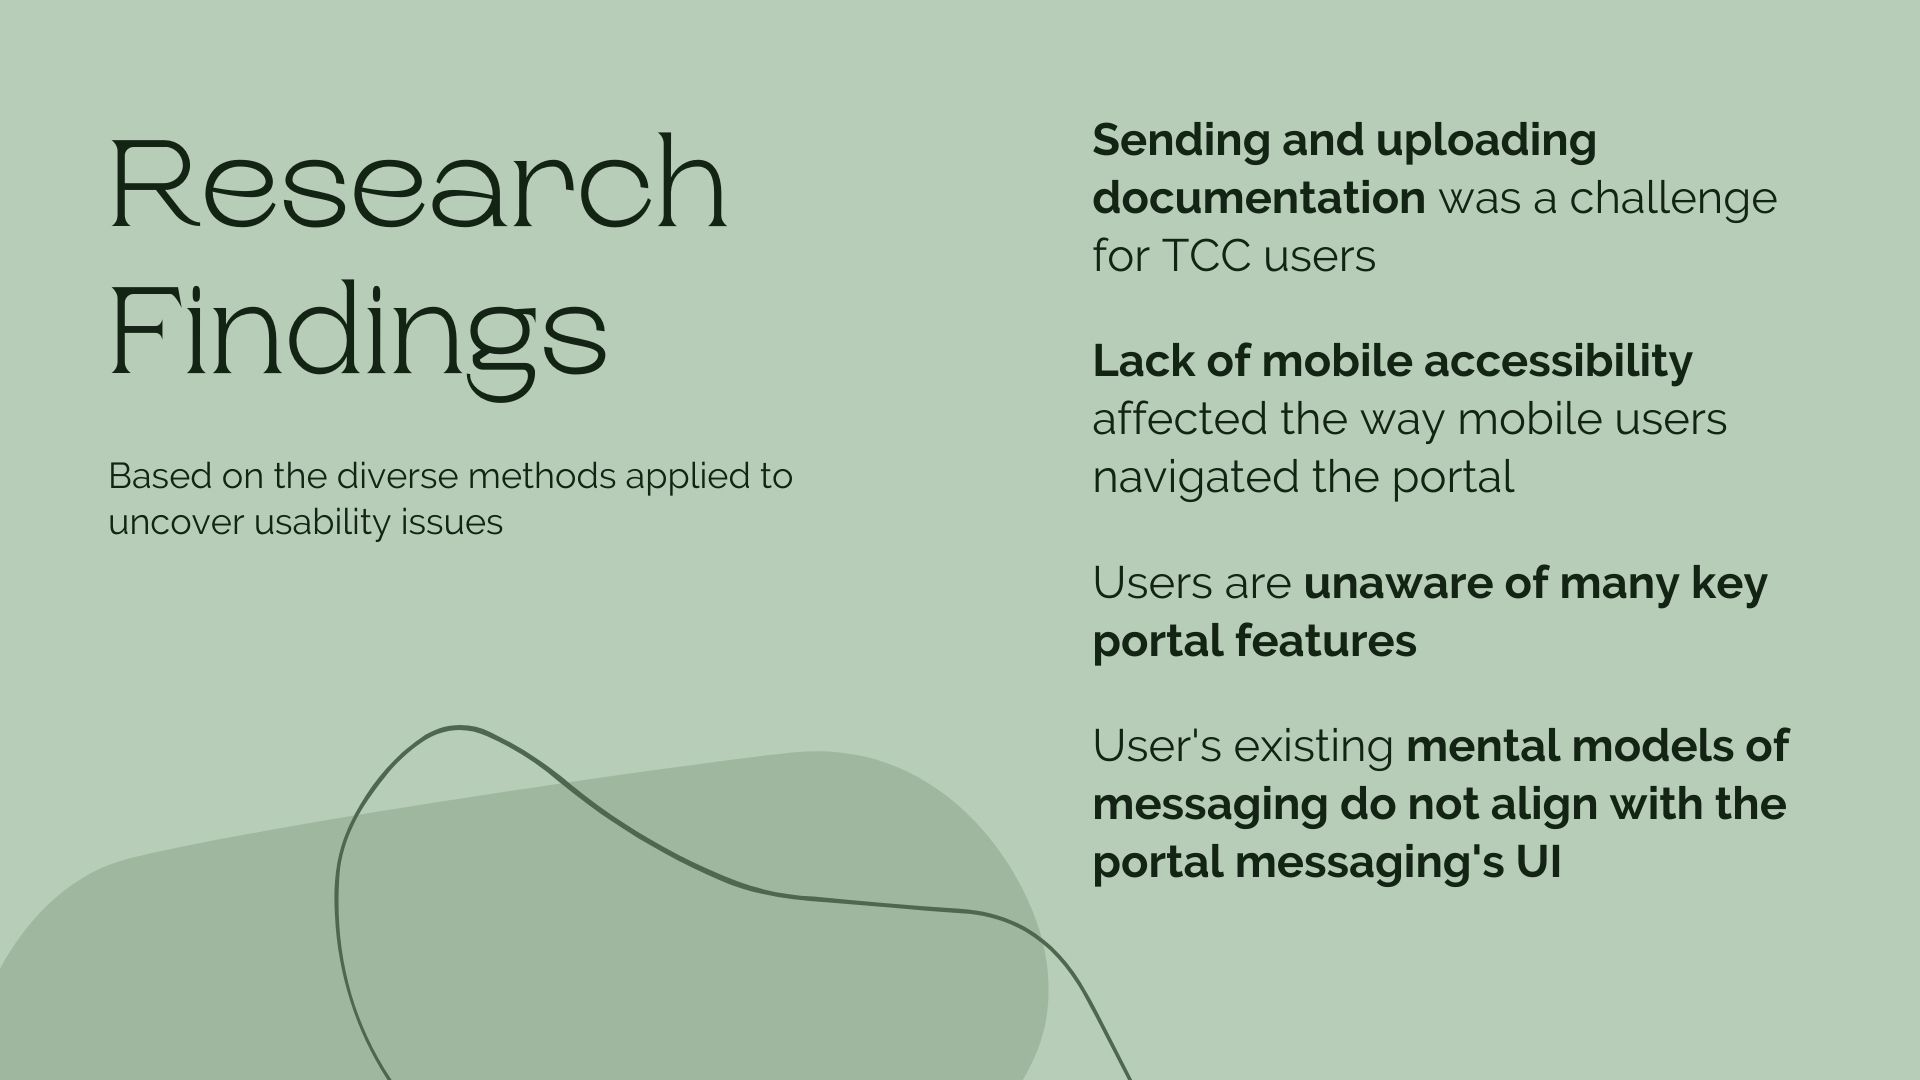 Research
Findings
Based on the diverse methods applied to
uncover usability issues
Sending and uploading
documentation was a challenge
for TCC users
Lack of mobile accessibility
affected the way mobile users
navigated the portal
Users are unaware of many key
portal features
User's existing mental models of
messaging do not align with the
portal messaging's UI